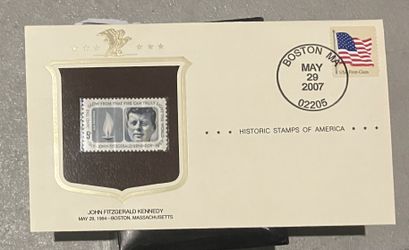 BOSTON MA
MAY
29
2007
02205
USA First-Class
HISTORIC STAMPS OF AMERICA
JOHN FITZGERALD KENNEDY
MAY 29, 1964—BOSTON, MASSACHUSETTS